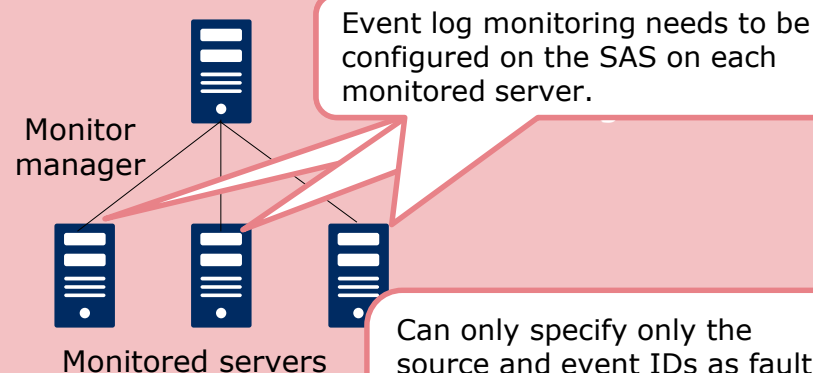 Event log monitoring needs to be
configured on the SAS on each
monitored server.
Monitor
manager
Monitored servers
Can only specify only the
source and event IDs as fault